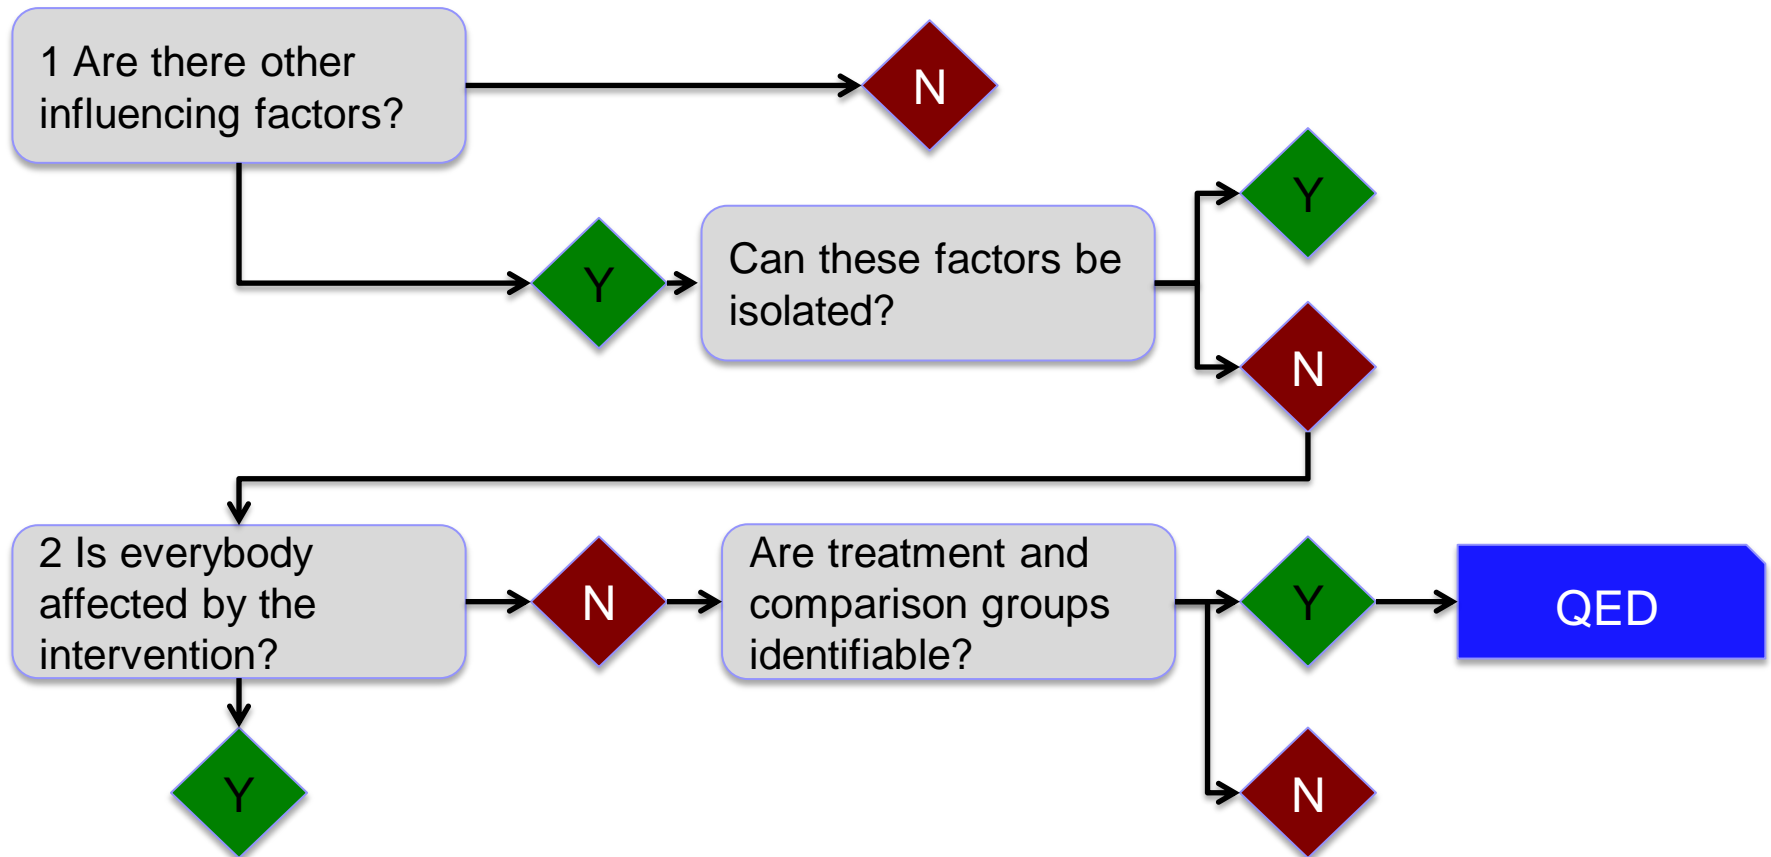 1 Are there other
influencing factors?
N
Y
Can these factors be
isolated?
Y
N
2 Is everybody
affected by the
intervention?
N
Are treatment and
comparison groups
identifiable?
Y
QED
Y
N